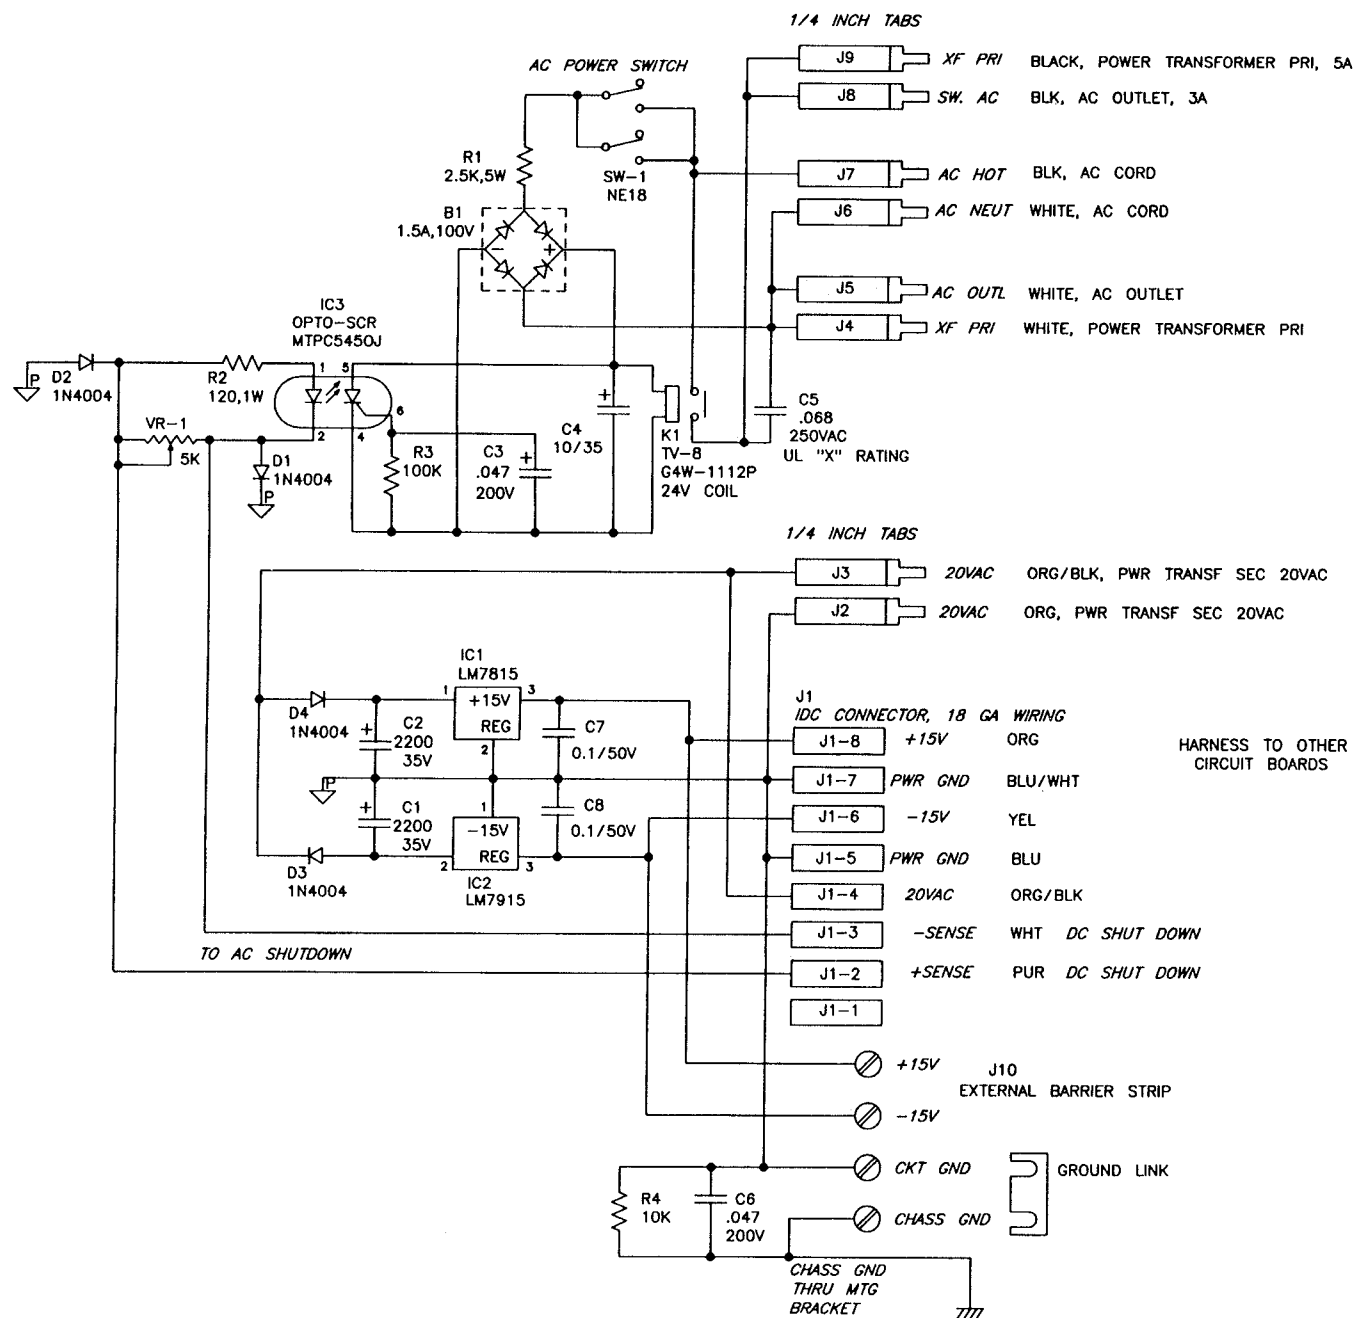 1/4 INCH TABS
J9 XF PRI BLACK, POWER TRANSFORMER PRI, 5A
AC POWER SWITCH
J8 SW. AC BLK, AC OUTLET, 3A
R1
2.5K,5W
SW-1
NE18
J7 AC HOT BLK, AC CORD
J6 AC NEUT WHITE, AC CORD
B1
1.5A,100V
- +
J5 AC OUTL WHITE, AC OUTLET
J4 XF PRI WHITE, POWER TRANSFORMER PRI
IC3
OPTO-SCR
MTPC5450J
P
D2
1N4004
R2
120,1W
1 5
6
2 4
VR-1
5K
D1
1N4004
P
R3
100K
C3
.047
200V
+
C4
10/35
+
K1
TV-8
G4W-1112P
24V COIL
C5
.068
250VAC
UL "X" RATING
1/4 INCH TABS
J3 20VAC ORG/BLK, PWR TRANSF SEC 20VAC
J2 20VAC ORG, PWR TRANSF SEC 20VAC
IC1
LM7815
1 +15V 3
REG
2
D4
1N4004
+ C2
2200
35V
C7
0.1/50V
P
+ C1
2200
35V
C8
0.1/50V
1
-15V
2 REG 3
IC2
LM7915
D3
1N4004
J1
IDC CONNECTOR, 18 GA WIRING
J1-8 +15V ORG
J1-7 PWR GND BLU/WHT
J1-6 -15V YEL
J1-5 PWR GND BLU
J1-4 20VAC ORG/BLK
J1-3 -SENSE WHT DC SHUT DOWN
J1-2 +SENSE PUR DC SHUT DOWN
J1-1
HARNESS TO OTHER
CIRCUIT BOARDS
TO AC SHUTDOWN
+15V
J10
EXTERNAL BARRIER STRIP
-15V
CKT GND
GROUND LINK
CHASS GND
R4
10K
C6
.047
200V
CHASS GND
THRU MTG
BRACKET